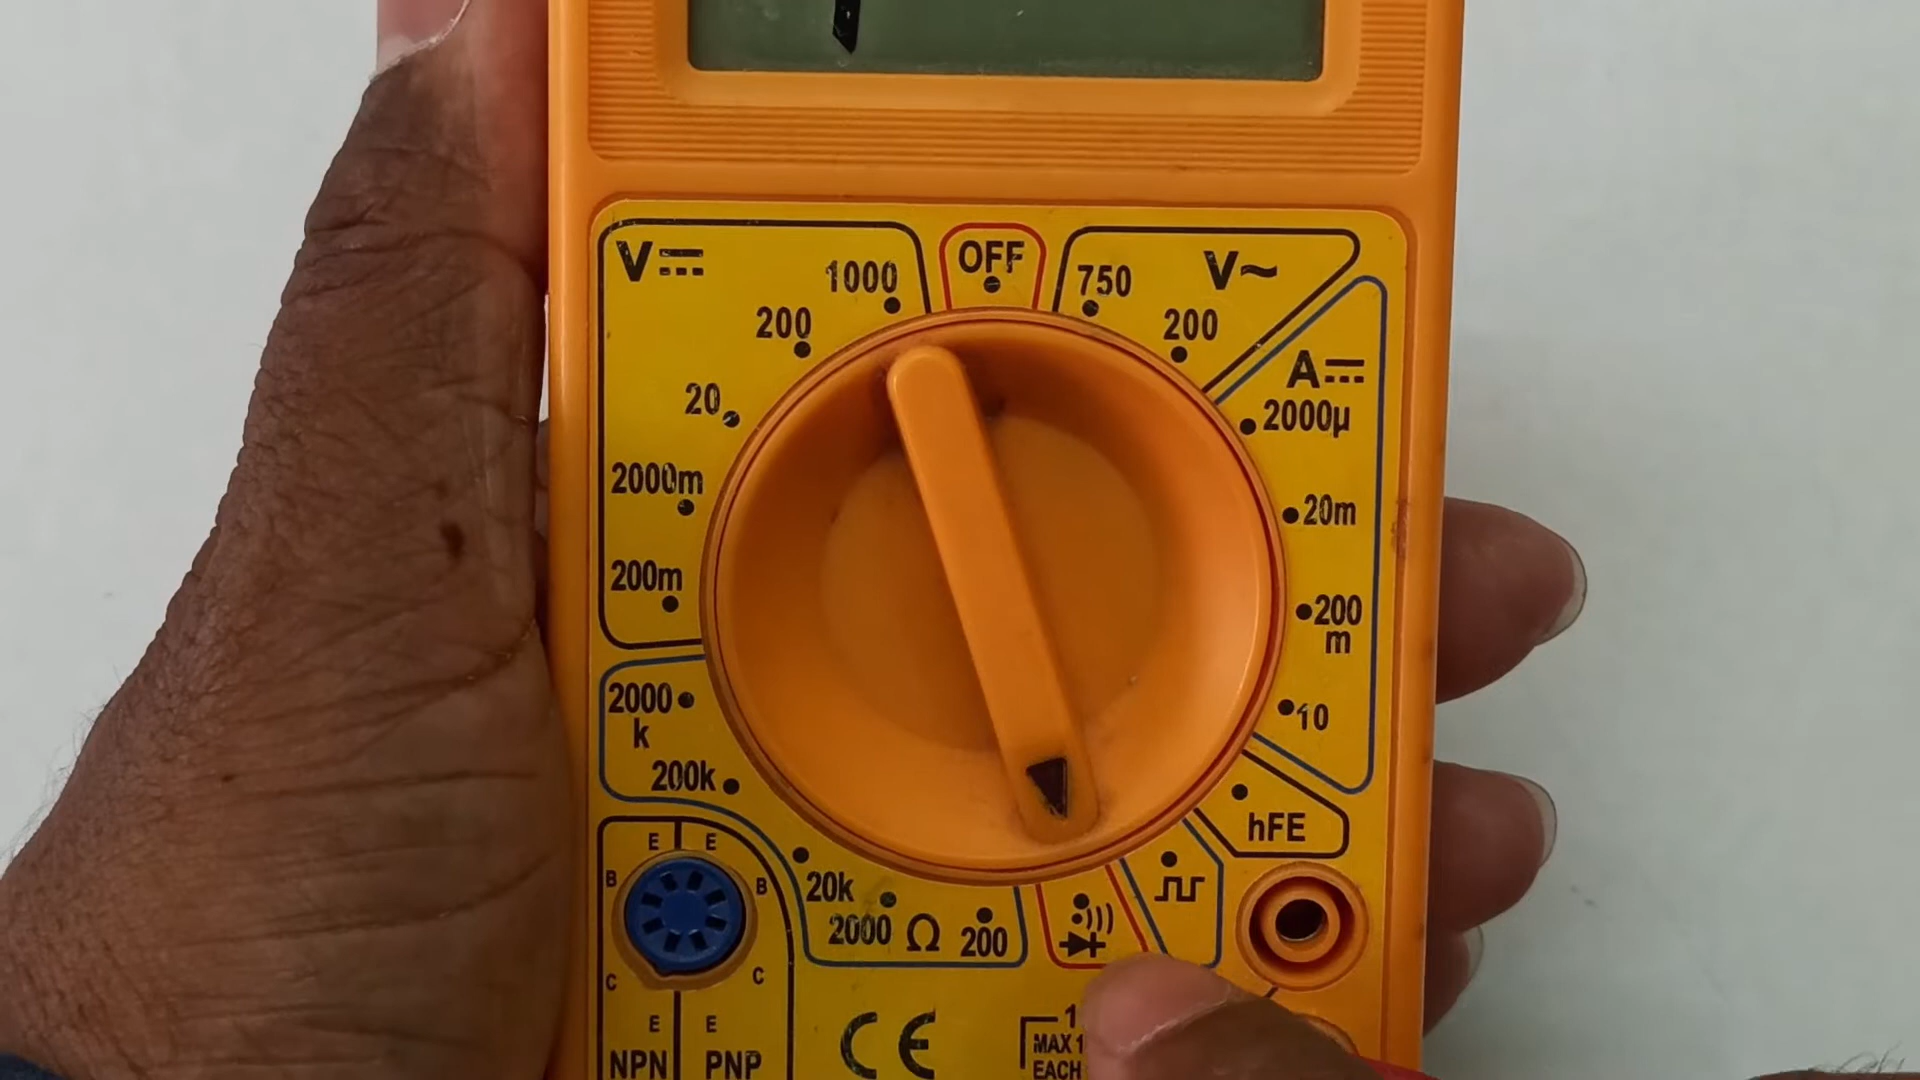 OFF
V
V~
1000
750
200
200
A
20
2000µ
2000m
20m
200m
200
m
2000
k
10
200k
hFE
E E
B B
20k
2000 Ω 200
C C
E E
NPN PNP
CE
MAX
EACH